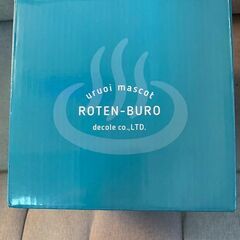 uruoi mascot
ROTEN-BURO
decole co.,LTD.